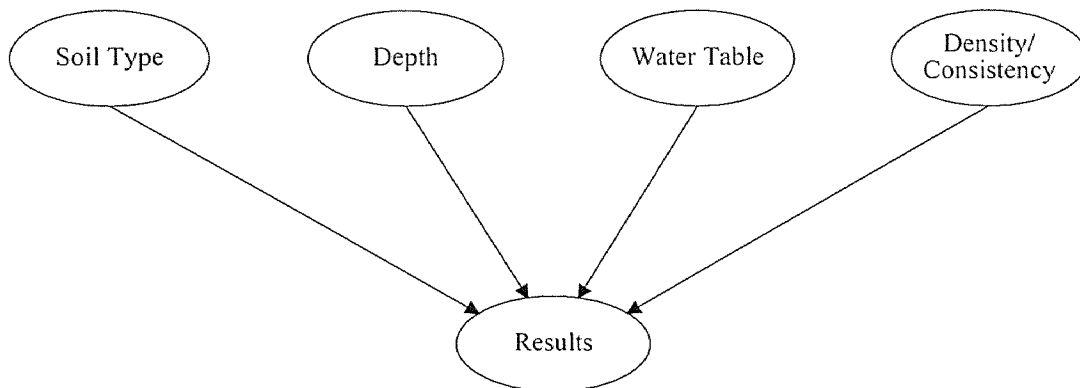 Soil Type
Depth
Water Table
Density/
Consistency
Results